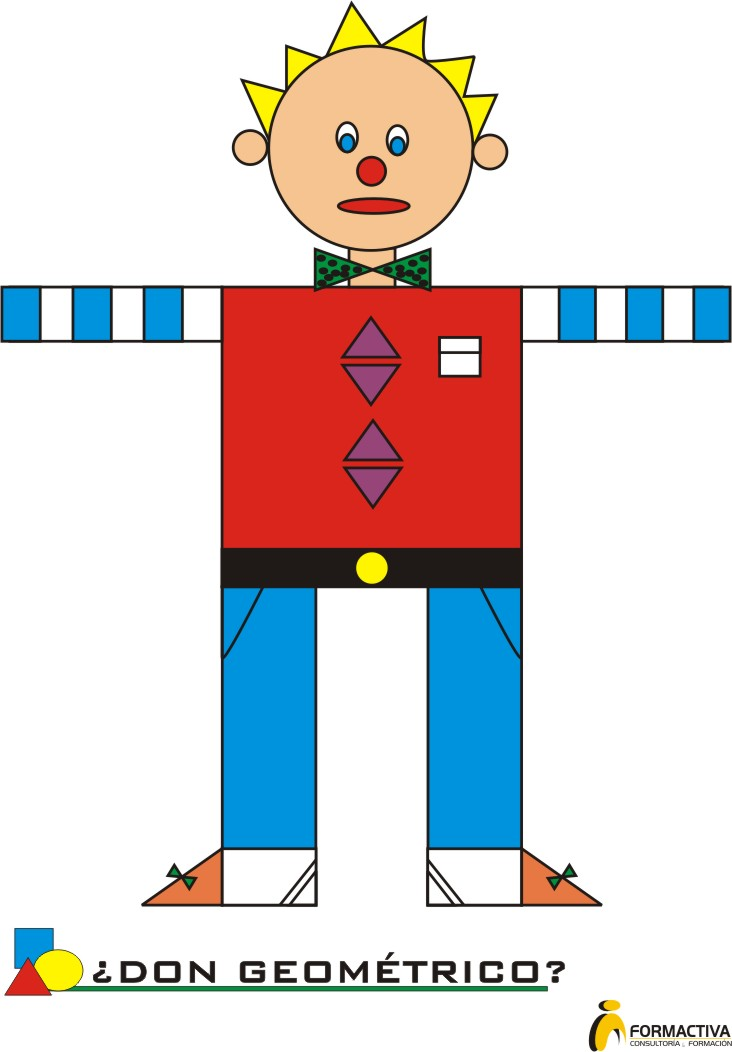 ¿DON GEOMÉTRICO?
FORMACTIVA
CONSULTORÍA & FORMACIÓN